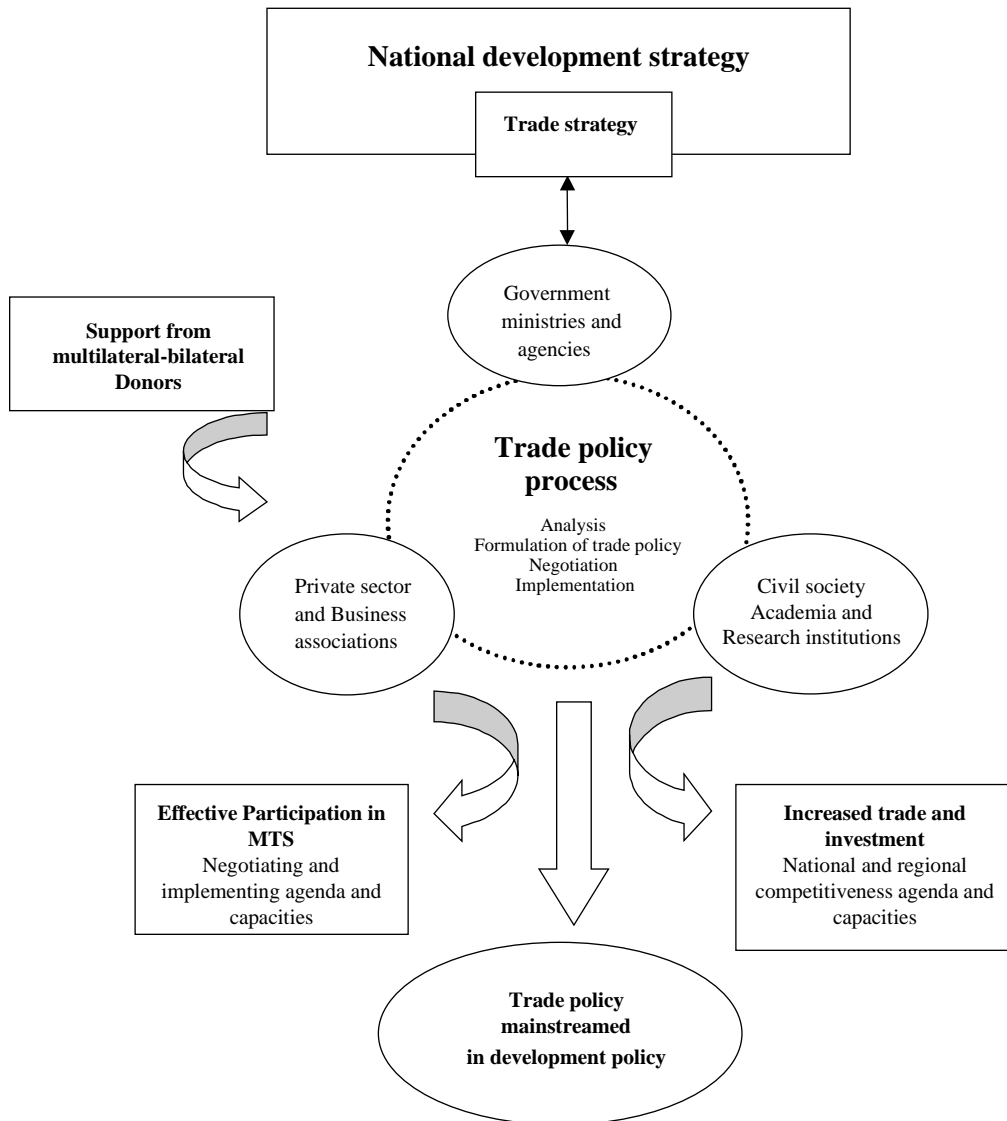 National development strategy
Trade strategy
Government
ministries and
agencies
Support from
multilateral-bilateral
Donors
Trade policy
process
Analysis
Formulation of trade policy
Negotiation
Implementation
Private sector
and Business
associations
Civil society
Academia and
Research institutions
Effective Participation in
MTS
Negotiating and
implementing agenda and
capacities
Increased trade and
investment
National and regional
competitiveness agenda and
capacities
Trade policy
mainstreamed
in development policy